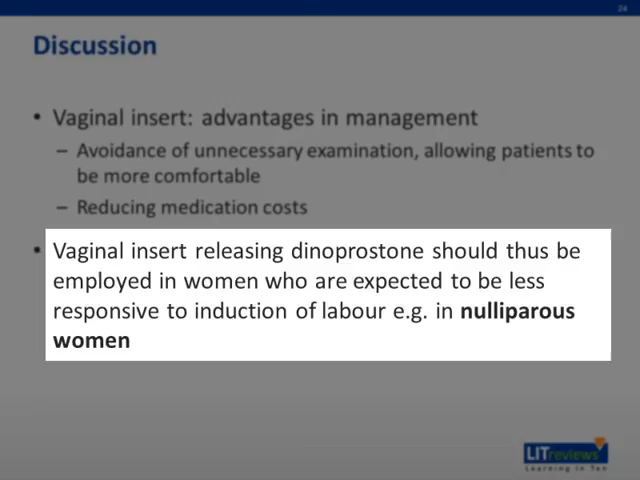 24
Discussion
• Vaginal insert: advantages in management
– Avoidance of unnecessary examination, allowing patients to
be more comfortable
– Reducing medication costs
• Vaginal insert releasing dinoprostone should thus be
employed in women who are expected to be less
responsive to induction of labour e.g. in nulliparous
women
LITreviews
Learning in Ten